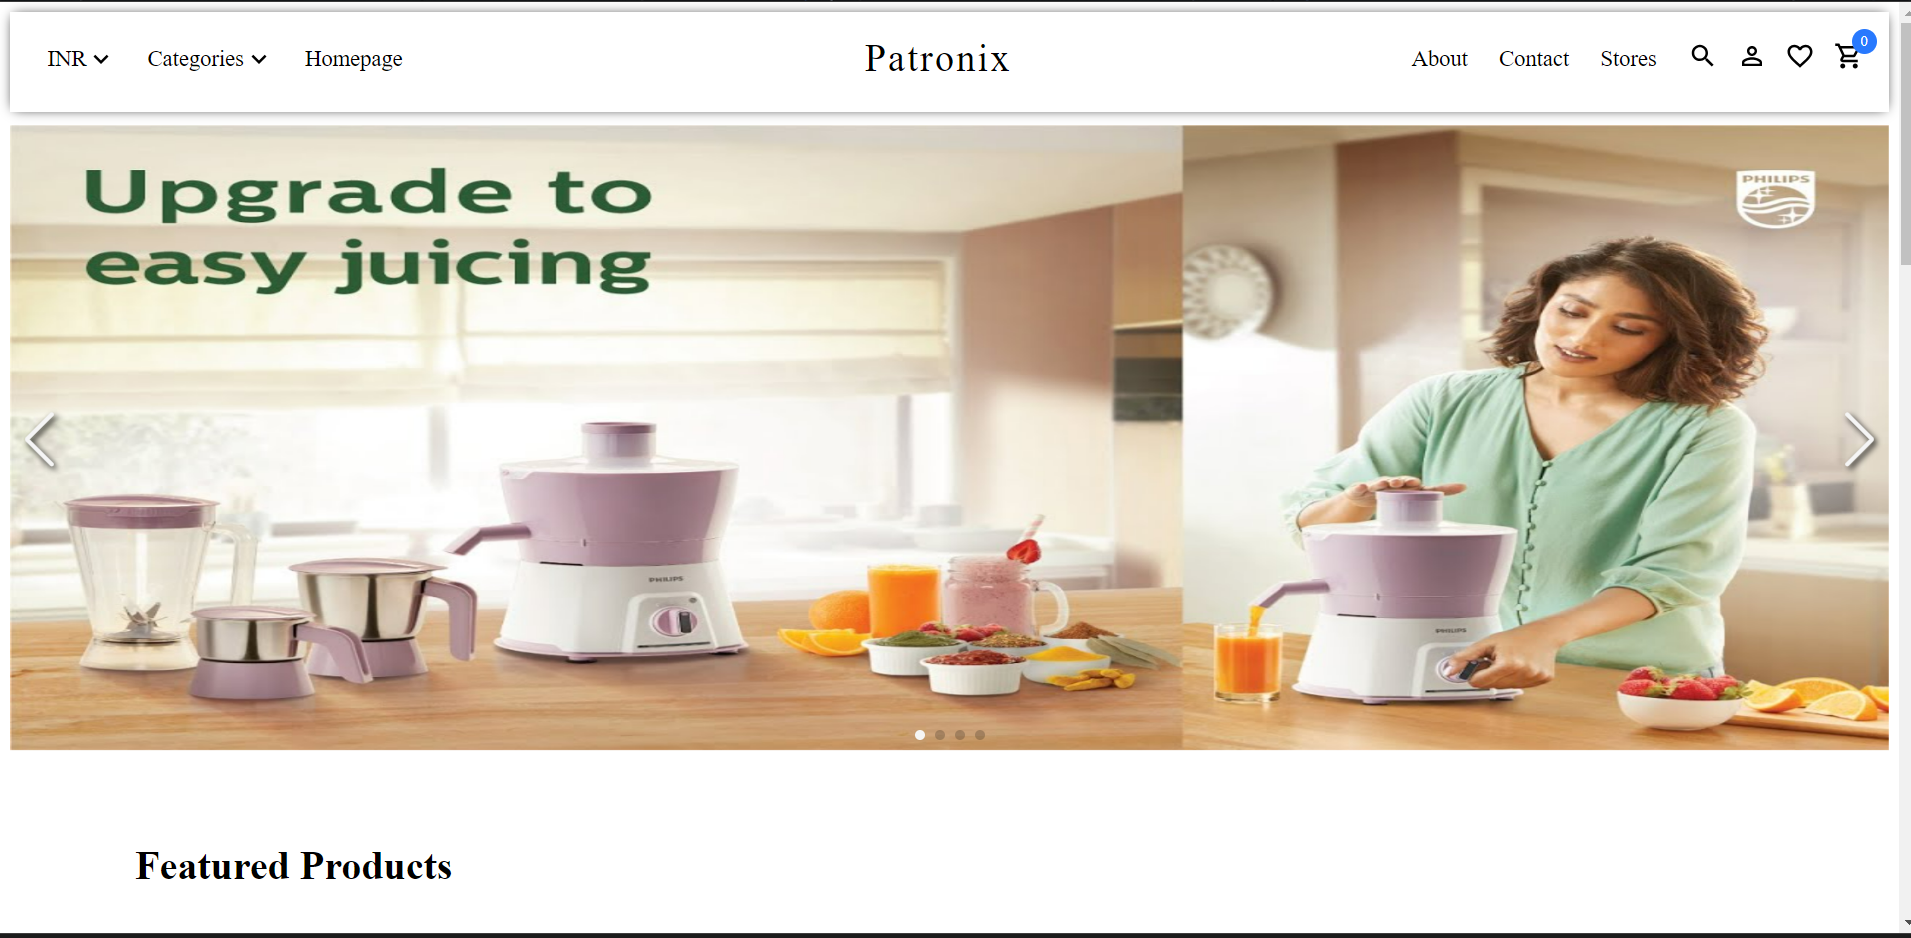 INR Categories Homepage Patronix About Contact Stores 0
Upgrade to
easy juicing
PHILIPS
PHILIPS
PHILIPS
Featured Products